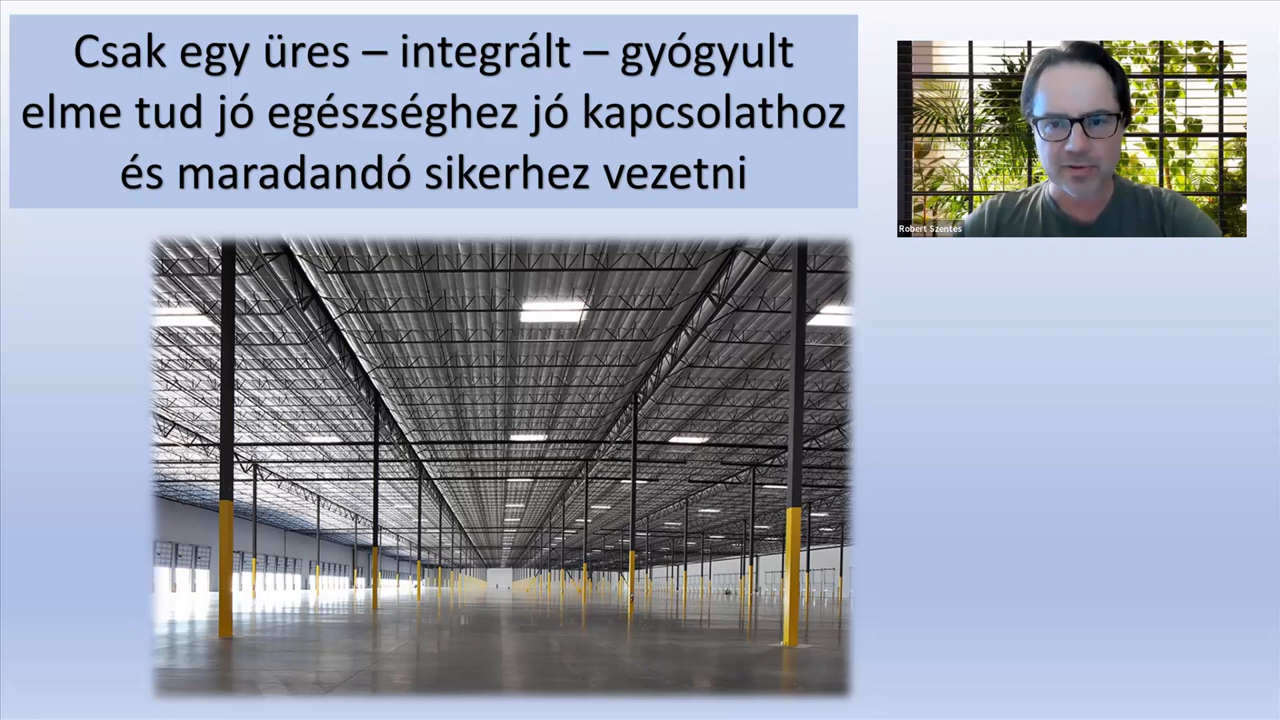 Csak egy üres – integrált – gyógyult
elme tud jó egészséghez jó kapcsolathoz
és maradandó sikerhez vezetni
Robert Szentes